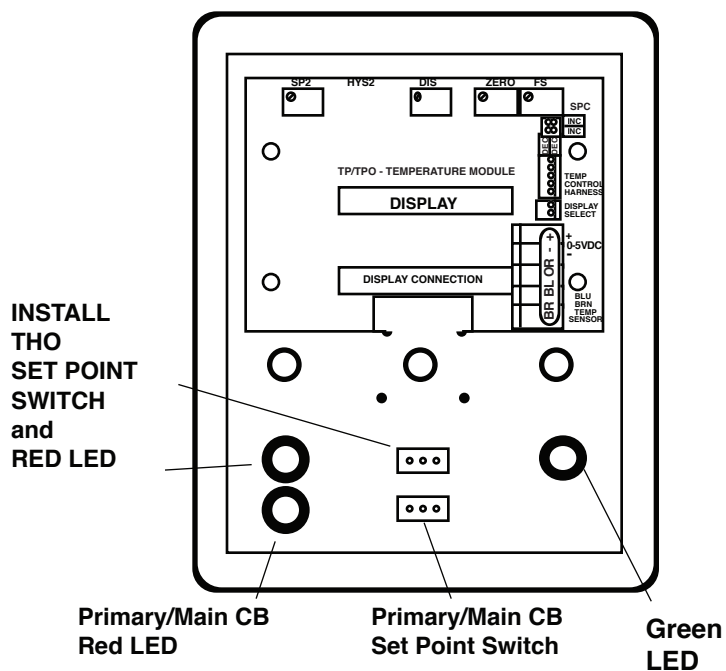 SP2 HYS2 DIS ZERO FS
SPC
INC
INC
DEC
DEC
TP/TPO - TEMPERATURE MODULE
TEMP
CONTROL
HARNESS
DISPLAY
DISPLAY
SELECT
+
0-5VDC
-
BR BL OR - +
DISPLAY CONNECTION
BLU
BRN
TEMP
SENSOR
INSTALL
THO
SET POINT
SWITCH
and
RED LED
Primary/Main CB
Red LED
Primary/Main CB
Set Point Switch
Green
LED